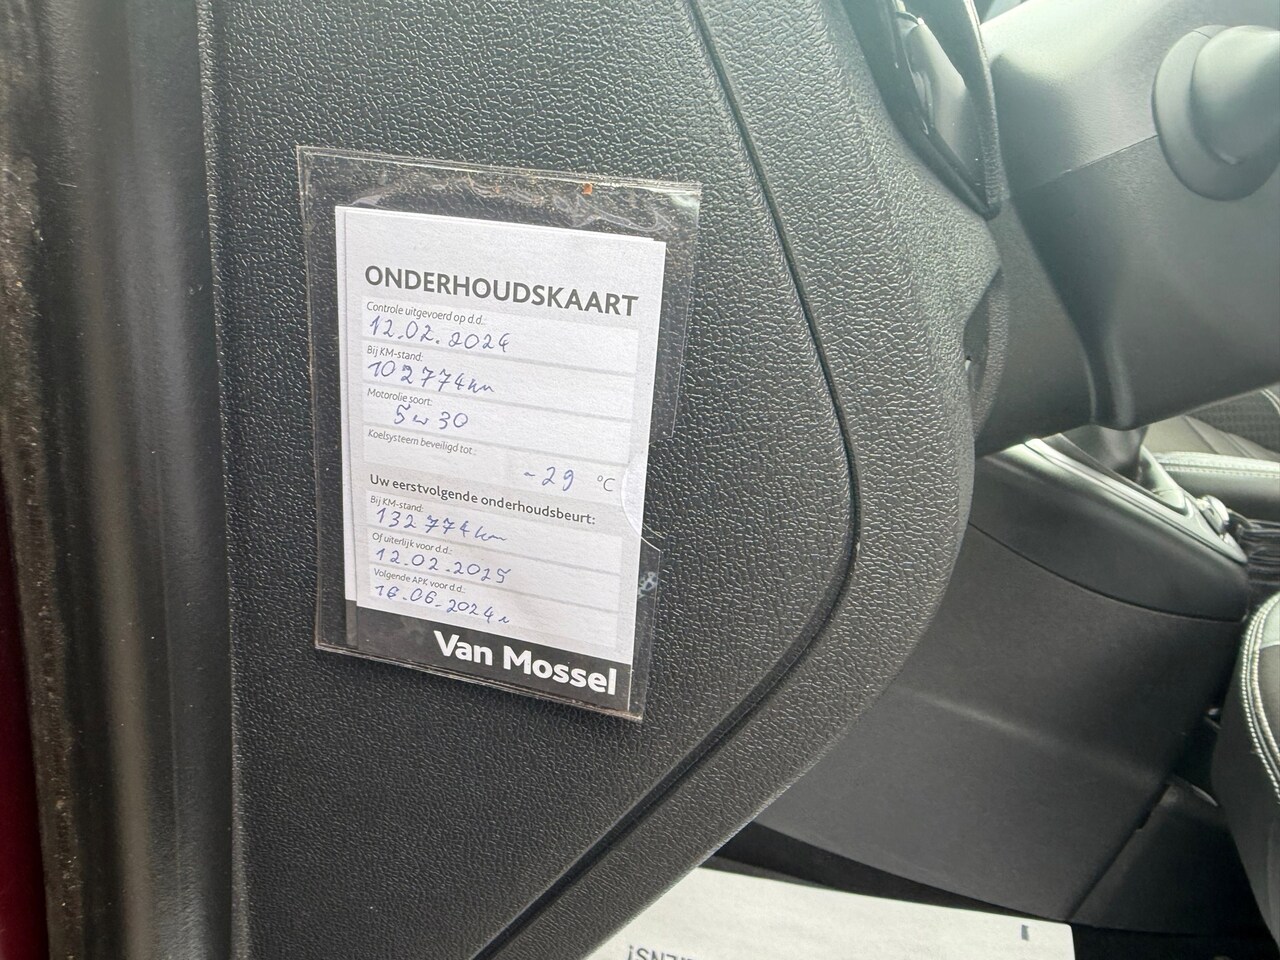 ONDERHOUDSKAART
Controle uitgevoerd op d.d.:
12.02.2024
Bij KM-stand:
102774km
Motorolie soort:
5w30
Koelsysteem beveiligd tot:
-29 °C
Uw eerstvolgende onderhoudsbeurt:
Bij KM-stand:
132774km
Of uiterlijk voor d.d.:
12.02.2025
Volgende APK voor d.d.:
16.06.2024
Van Mossel